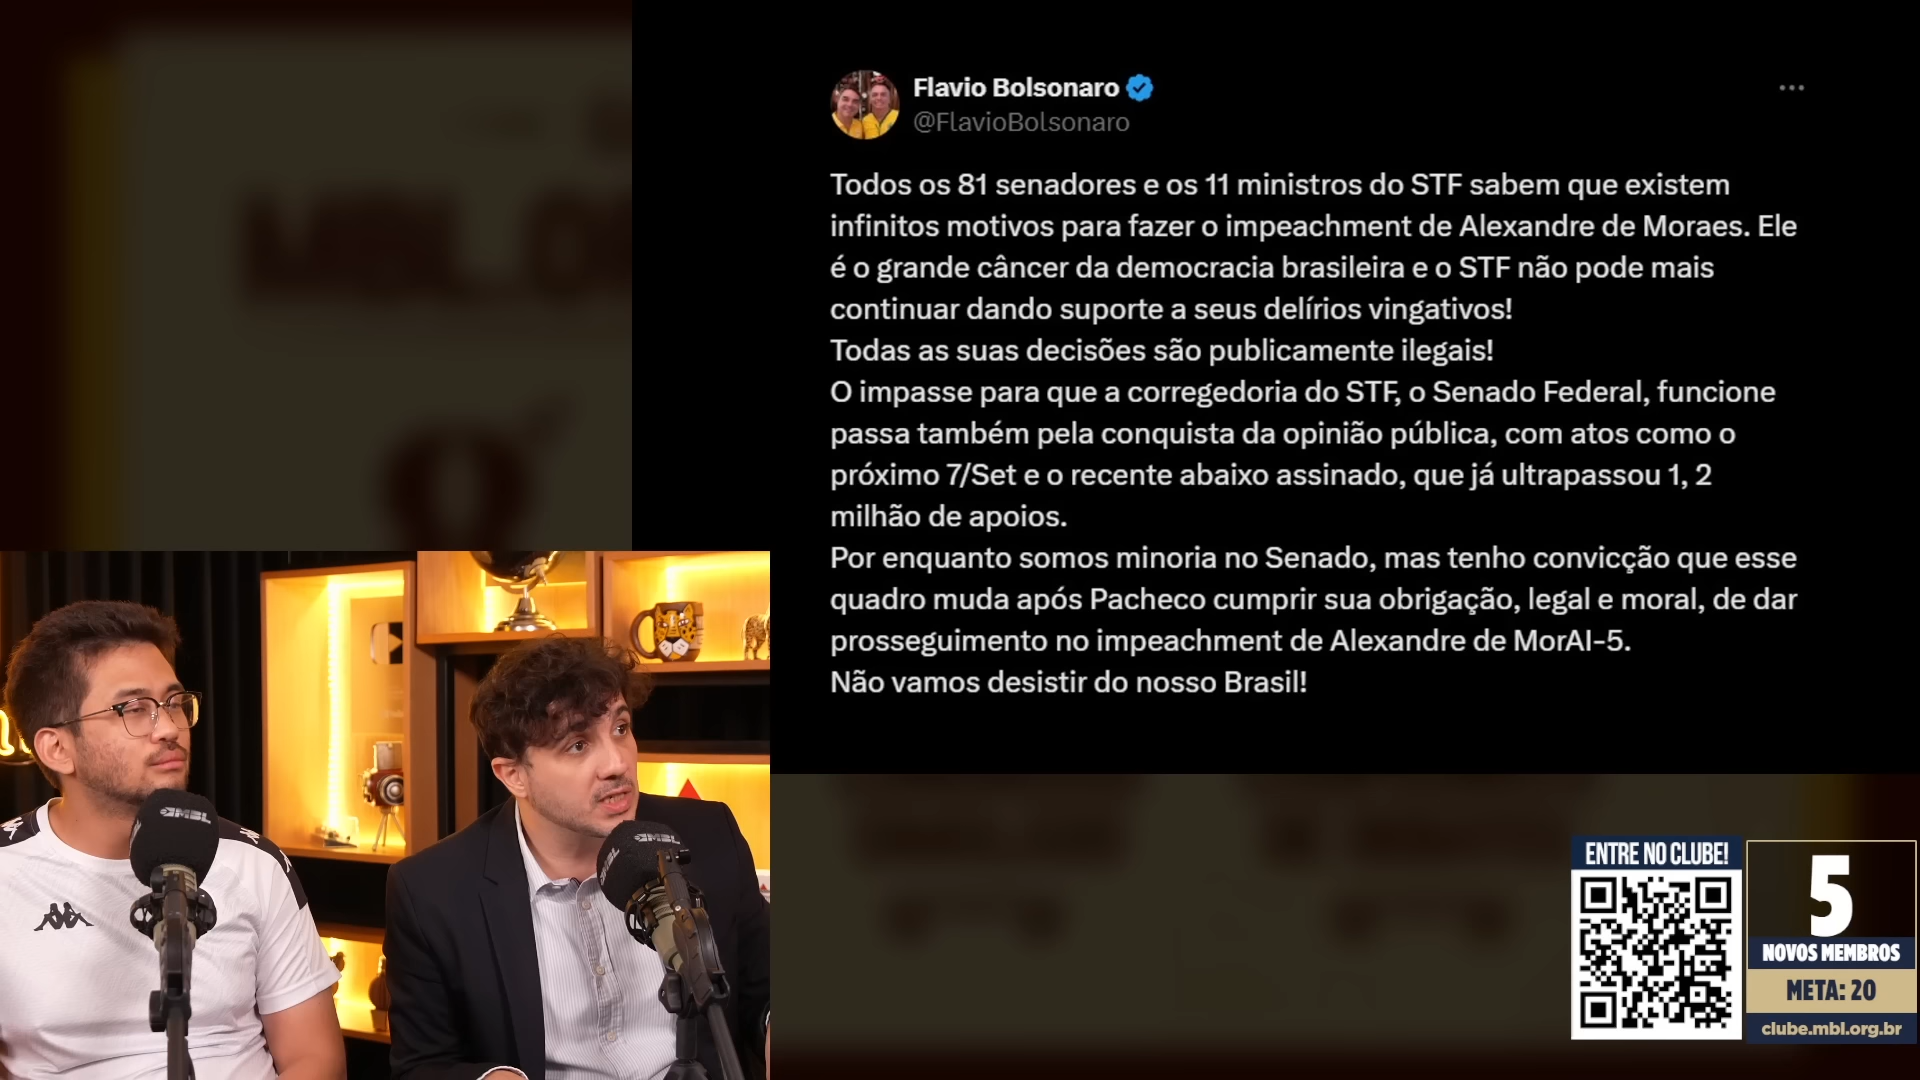 Flavio Bolsonaro
@FlavioBolsonaro
Todos os 81 senadores e os 11 ministros do STF sabem que existem
infinitos motivos para fazer o impeachment de Alexandre de Moraes. Ele
é o grande câncer da democracia brasileira e o STF não pode mais
continuar dando suporte a seus delírios vingativos!
Todas as suas decisões são publicamente ilegais!
O impasse para que a corregedoria do STF, o Senado Federal, funcione
passa também pela conquista da opinião pública, com atos como o
próximo 7/Set e o recente abaixo assinado, que já ultrapassou 1, 2
milhão de apoios.
Por enquanto somos minoria no Senado, mas tenho convicção que esse
quadro muda após Pacheco cumprir sua obrigação, legal e moral, de dar
prosseguimento no impeachment de Alexandre de MorAI-5.
Não vamos desistir do nosso Brasil!
MBL
MBL
ENTRE NO CLUBE!
5
NOVOS MEMBROS
META: 20
clube.mbl.org.br